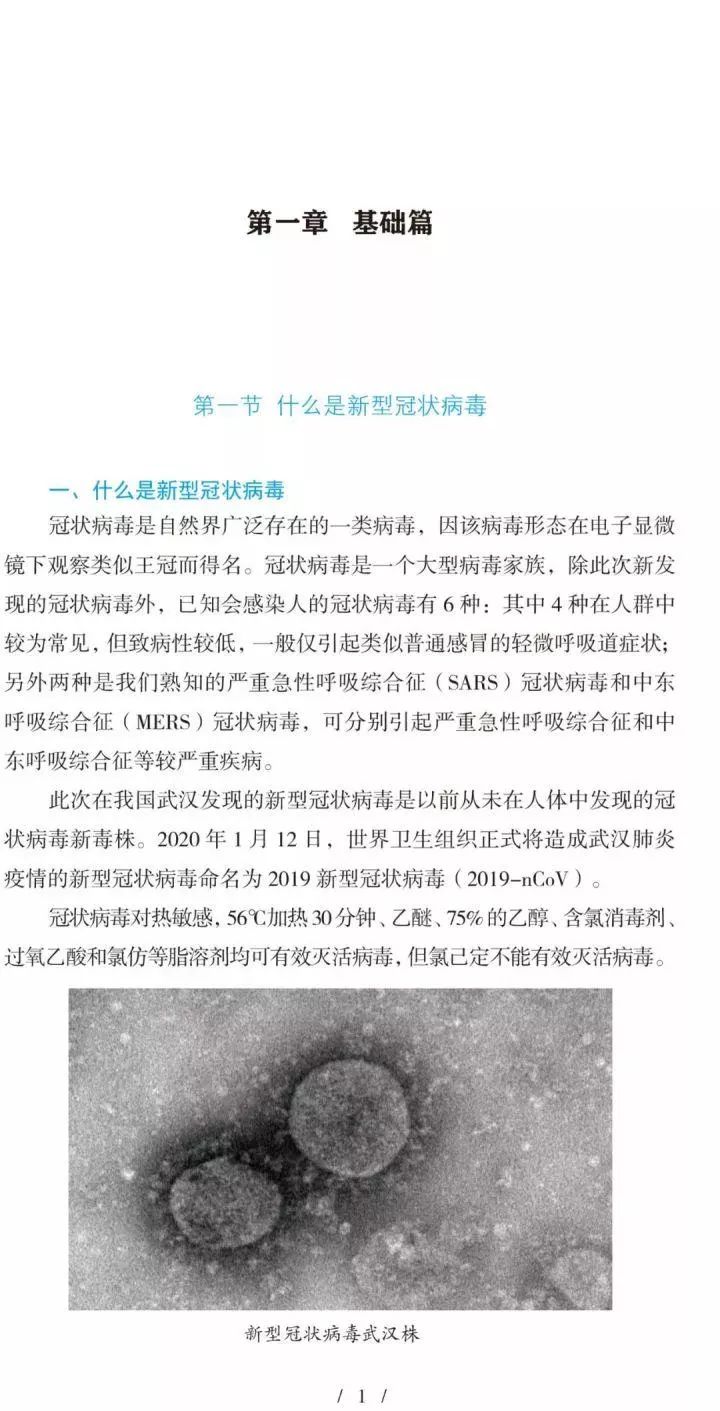 第一章 基础篇
第一节 什么是新型冠状病毒
一、什么是新型冠状病毒
冠状病毒是自然界广泛存在的一类病毒，因该病毒形态在电子显微
镜下观察类似王冠而得名。冠状病毒是一个大型病毒家族，除此次新发
现的冠状病毒外，已知会感染人的冠状病毒有 6 种：其中 4 种在人群中
较为常见，但致病性较低，一般仅引起类似普通感冒的轻微呼吸道症状；
另外两种是我们熟知的严重急性呼吸综合征（SARS）冠状病毒和中东
呼吸综合征（MERS）冠状病毒，可分别引起严重急性呼吸综合征和中
东呼吸综合征等较严重疾病。
此次在我国武汉发现的新型冠状病毒是以前从未在人体中发现的冠
状病毒新毒株。2020 年 1 月 12 日，世界卫生组织正式将造成武汉肺炎
疫情的新型冠状病毒命名为 2019 新型冠状病毒（2019-nCoV）。
冠状病毒对热敏感，56℃加热 30 分钟、乙醚、75% 的乙醇、含氯消毒剂、
过氧乙酸和氯仿等脂溶剂均可有效灭活病毒，但氯己定不能有效灭活病毒。
新型冠状病毒武汉株
/ 1 /